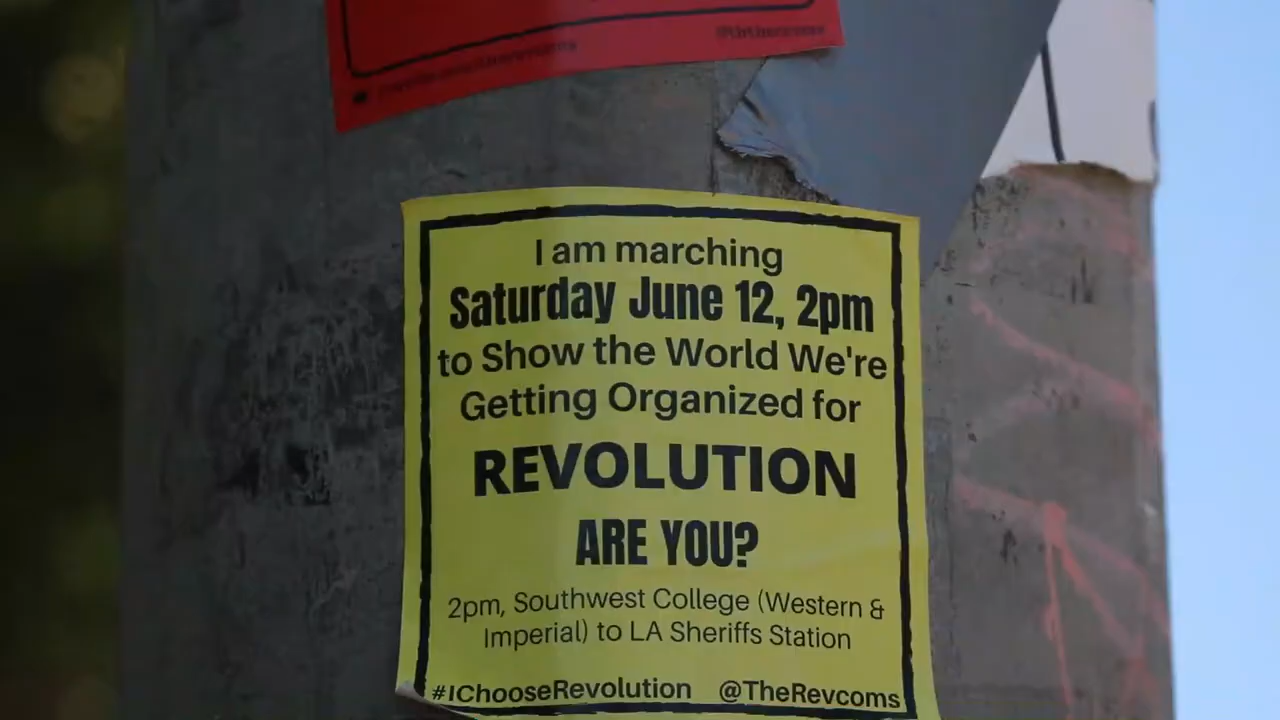 @TheRevcoms
I am marching
Saturday June 12, 2pm
to Show the World We're
Getting Organized for
REVOLUTION
ARE YOU?
2pm, Southwest College (Western &
Imperial) to LA Sheriffs Station
#IChooseRevolution @TheRevcoms